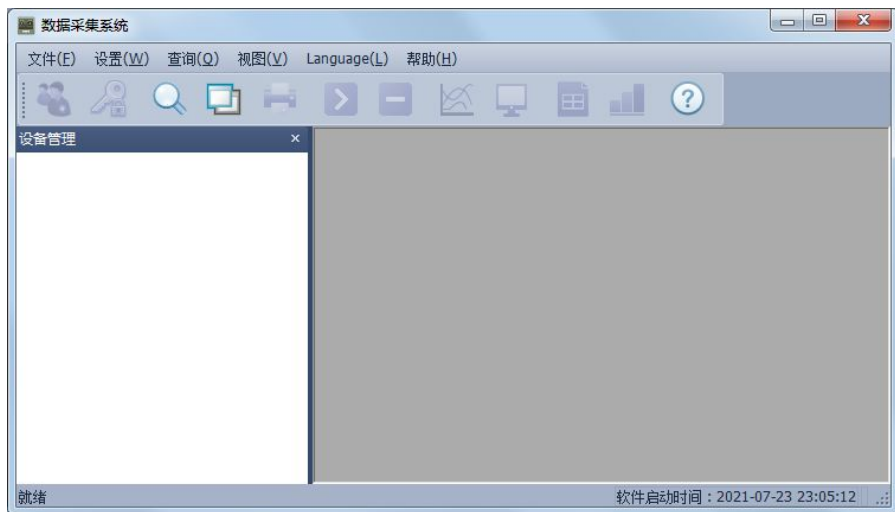 数据采集系统
文件(F) 设置(W) 查询(Q) 视图(V) Language(L) 帮助(H)
设备管理
就绪 软件启动时间：2021-07-23 23:05:12